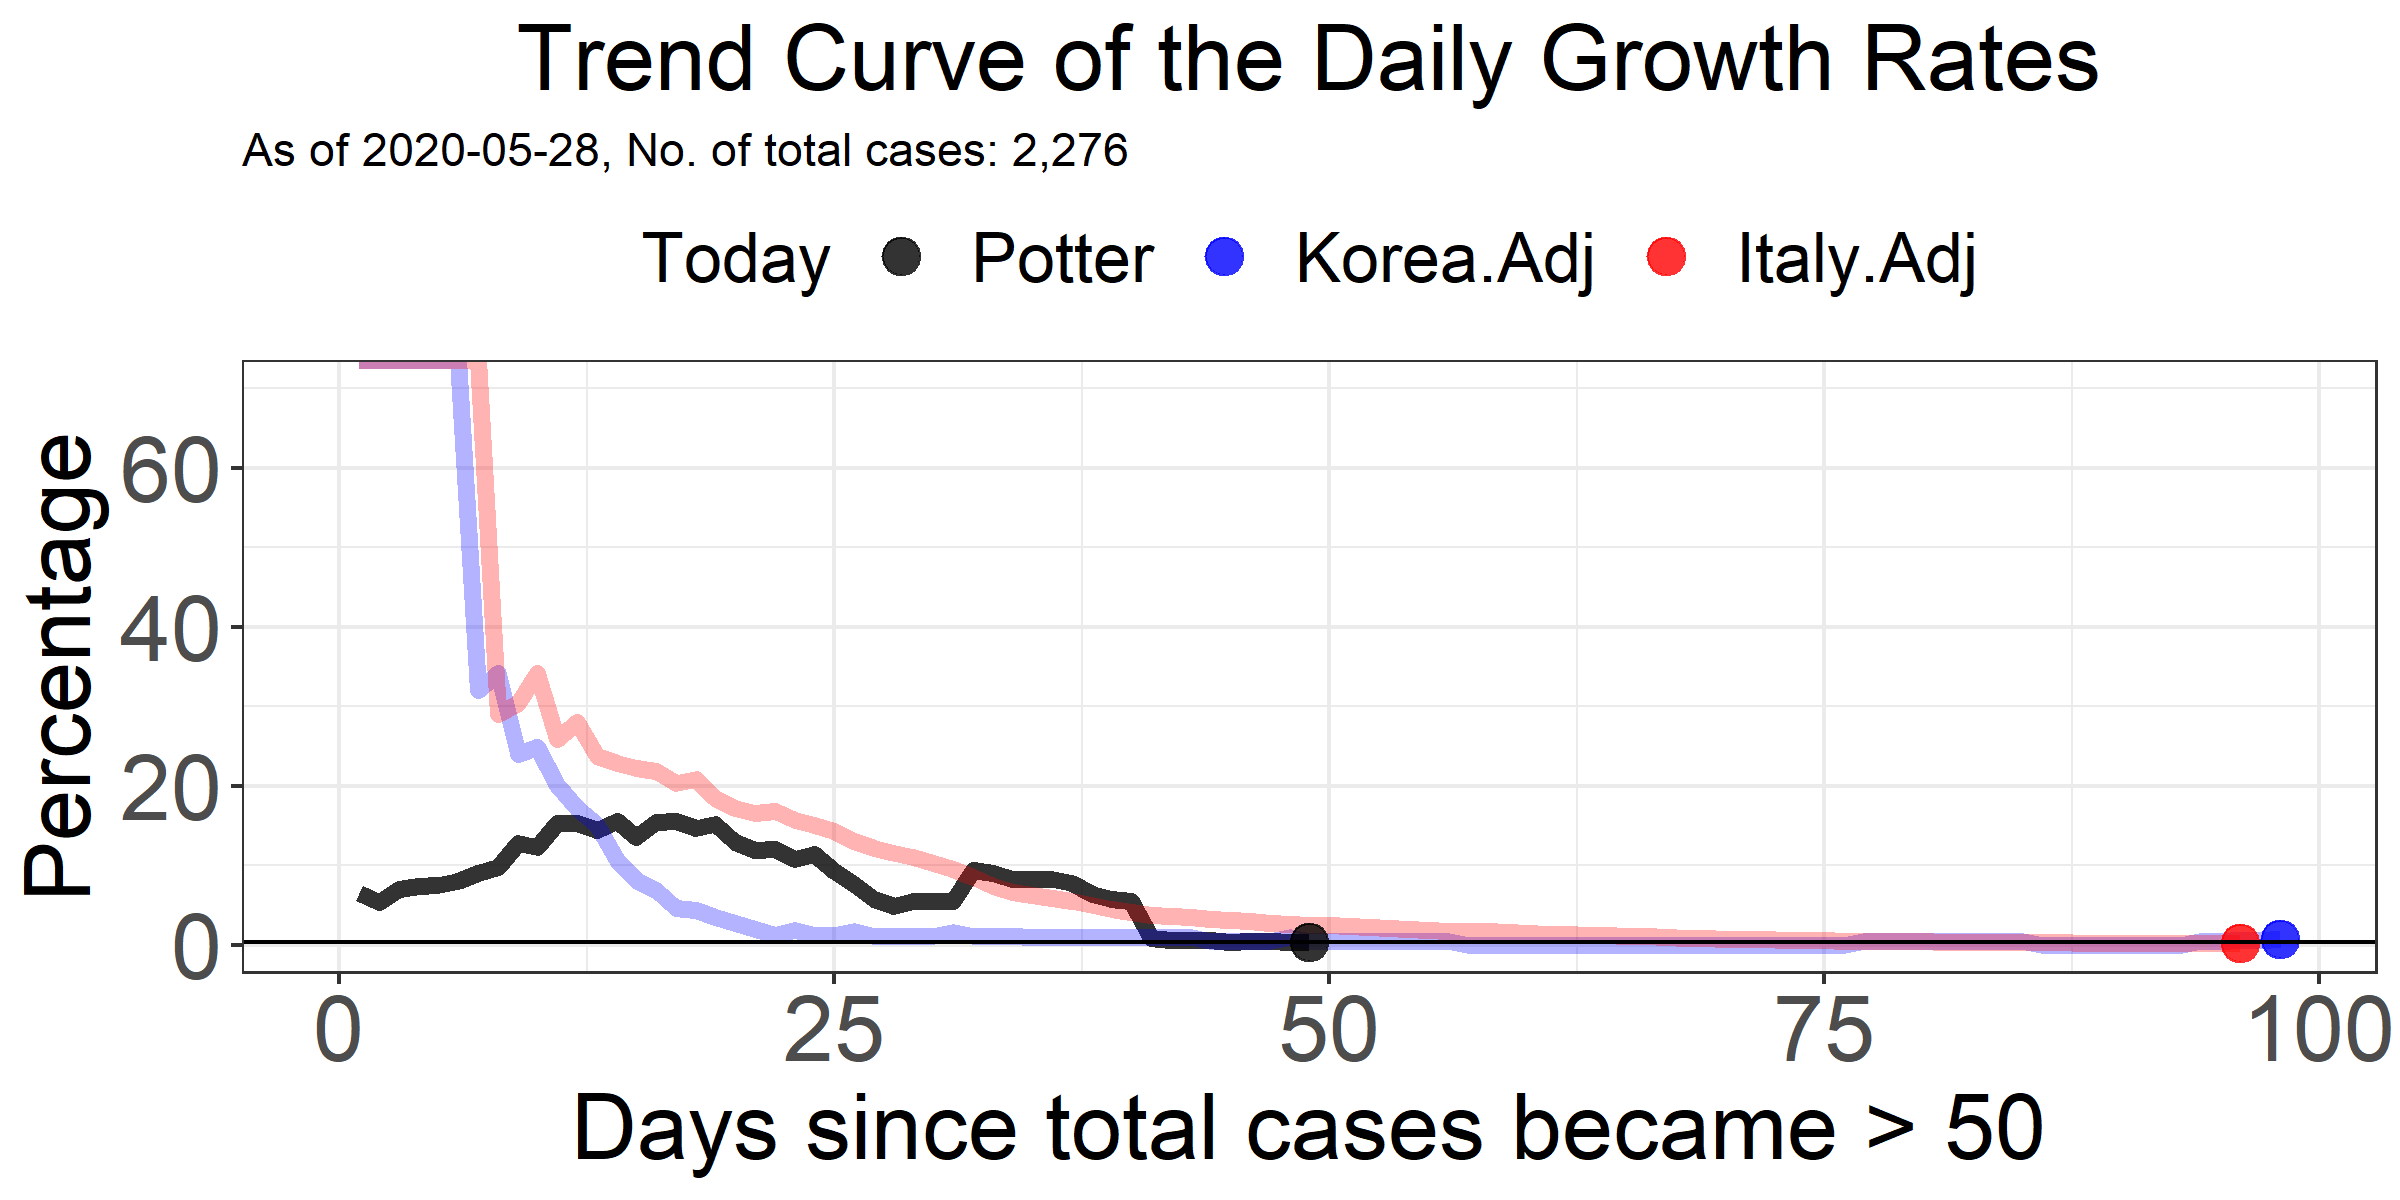 Trend Curve of the Daily Growth Rates
As of 2020-05-28, No. of total cases: 2,276
Today Potter Korea.Adj Italy.Adj
Percentage
60
40
20
0
0 25 50 75 100
Days since total cases became > 50